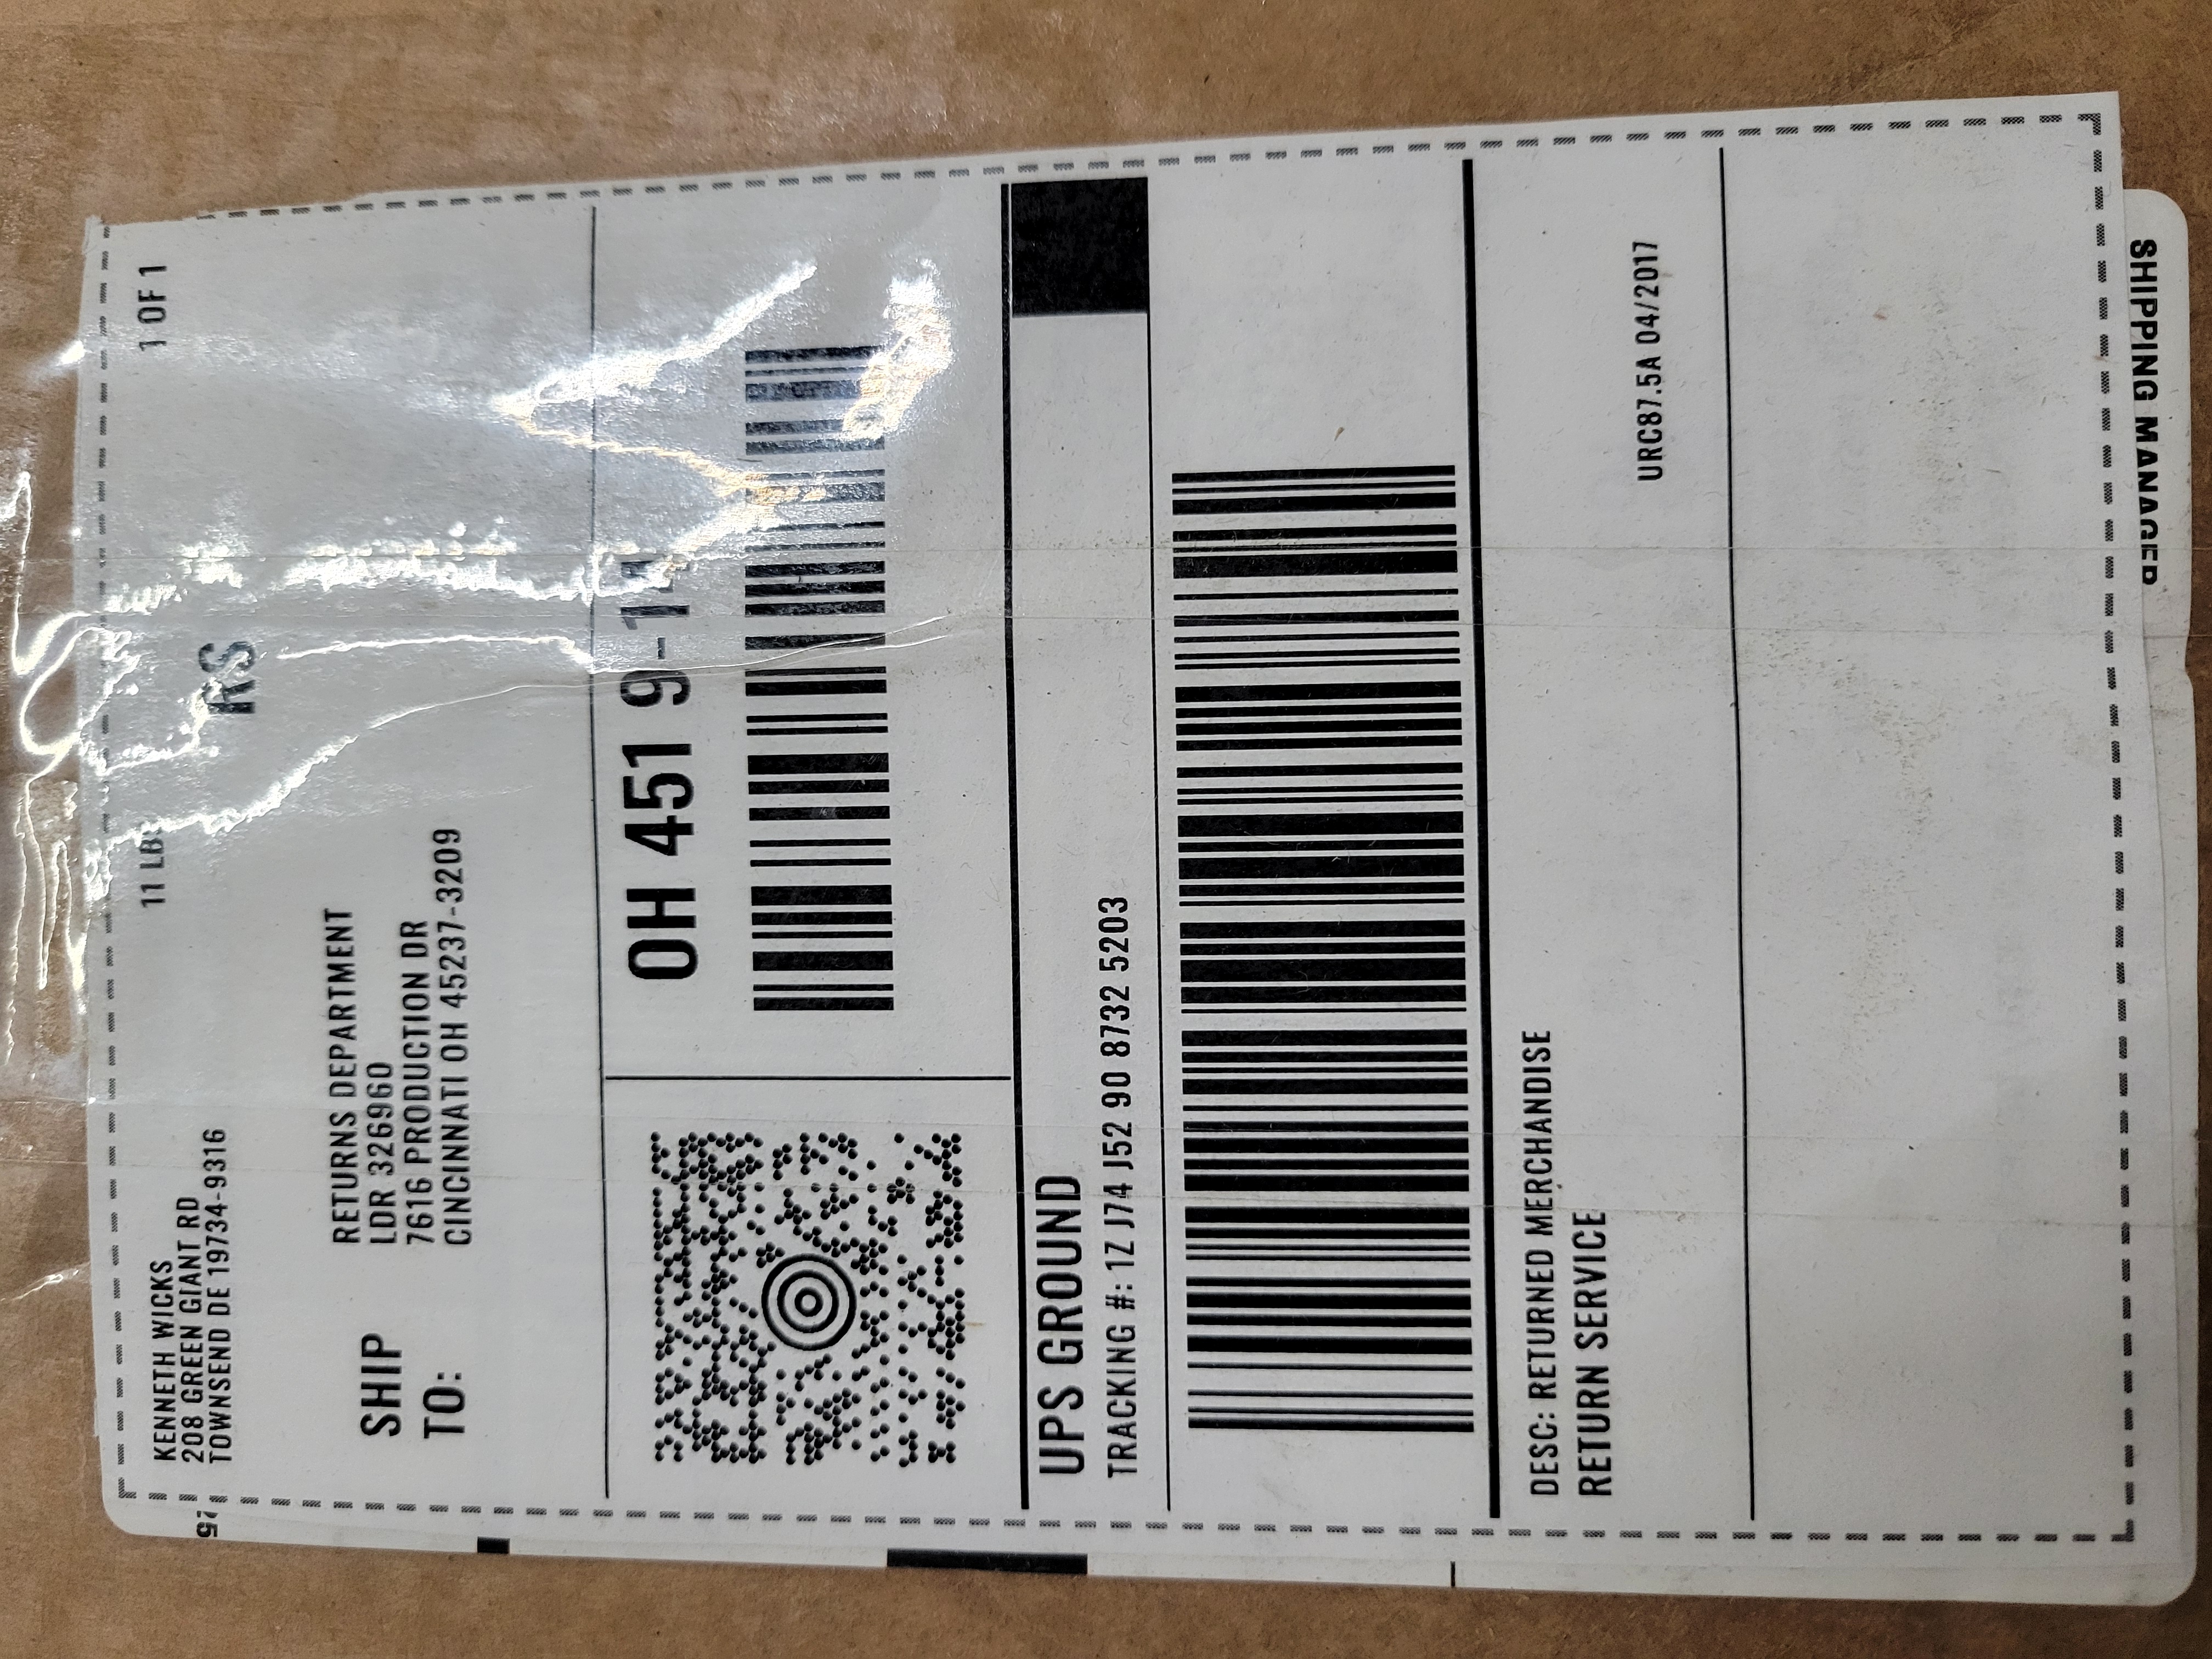 KENNETH WICKS
208 GREEN GIANT RD
TOWNSEND DE 19734-9316
11 LBS
1 OF 1
RS
SHIP
TO:
RETURNS DEPARTMENT
LDR 326960
7616 PRODUCTION DR
CINCINNATI OH 45237-3209
OH 451 9-11
UPS GROUND
TRACKING #: 1Z J74 J52 90 8732 5203
DESC: RETURNED MERCHANDISE
RETURN SERVICE
URC87.5A 04/2017
SHIPPING MANAGER